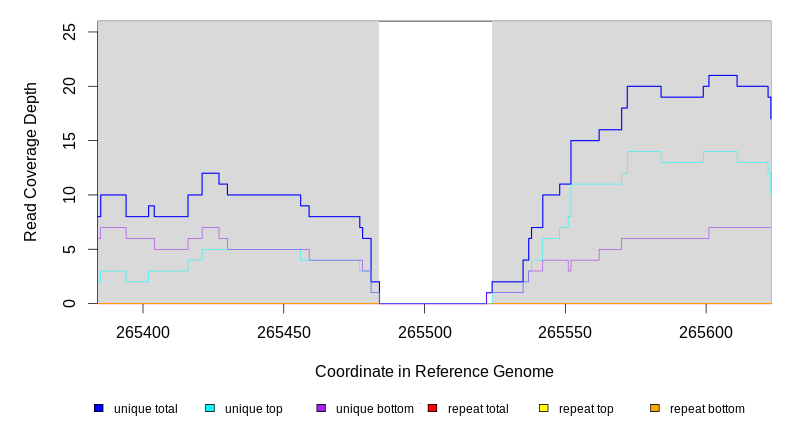 25
20
15
10
5
0
Read Coverage Depth
265400 265450 265500 265550 265600
Coordinate in Reference Genome
unique total unique top unique bottom repeat total repeat top repeat bottom